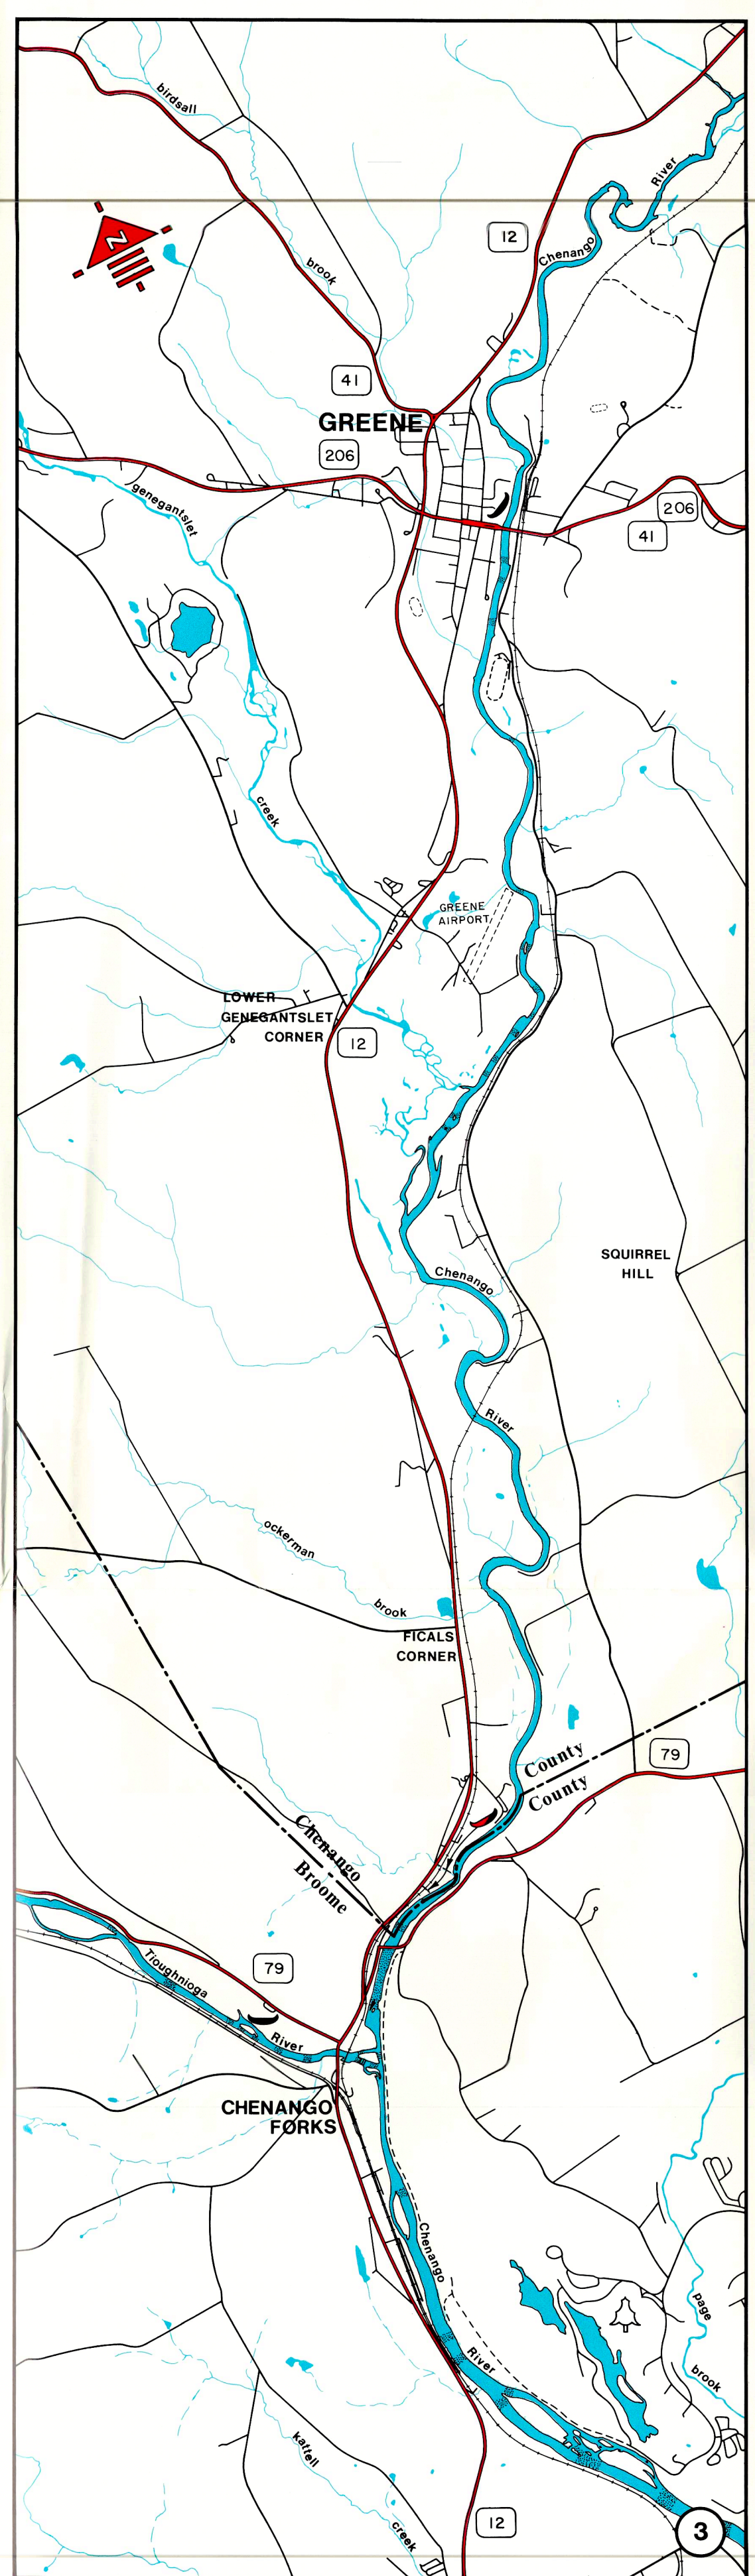 birdsall
River
12
Chenango
N
brook
41
GREENE
206
genegantslet
206
41
creek
GREENE
AIRPORT
LOWER
GENEGANTSLET
CORNER
12
SQUIRREL
HILL
Chenango
River
ockerman
brook
FICALS
CORNER
County
County
79
Chenango
Broome
Tioughnioga
79
River
CHENANGO
FORKS
Chenango
page
River
brook
kattell
12
creek
3